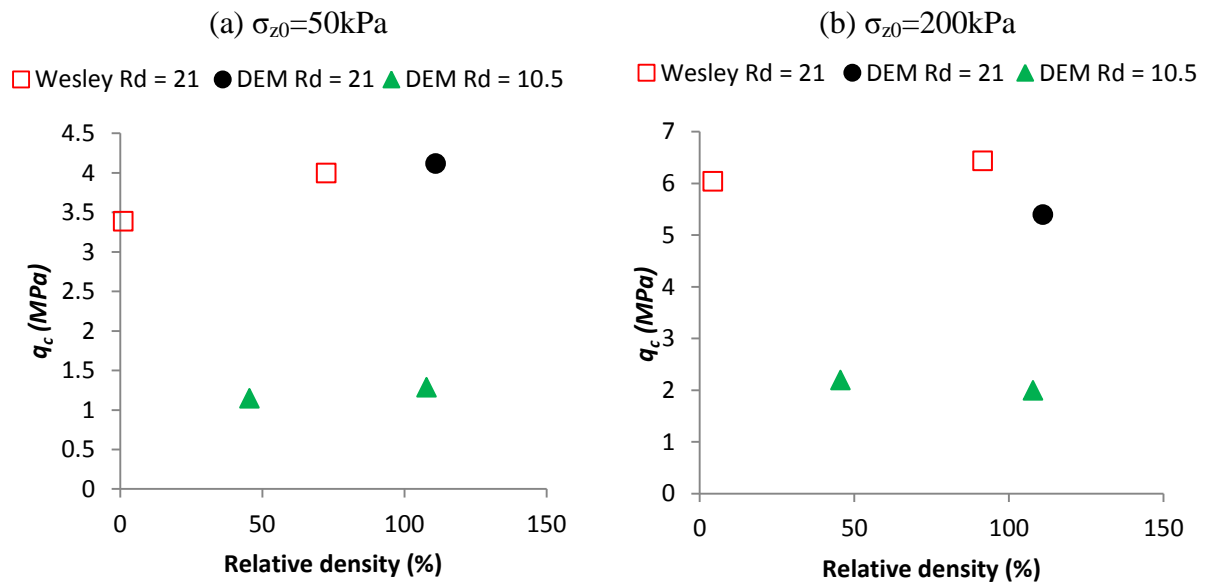 (a) σz0=50kPa
Wesley Rd = 21 DEM Rd = 21 DEM Rd = 10.5
4.5
4
3.5
3
2.5
2
1.5
1
0.5
0
qc (MPa)
0 50 100 150
Relative density (%)
(b) σz0=200kPa
Wesley Rd = 21 DEM Rd = 21 DEM Rd = 10.5
7
6
5
4
3
2
1
0
qc (MPa)
0 50 100 150
Relative density (%)